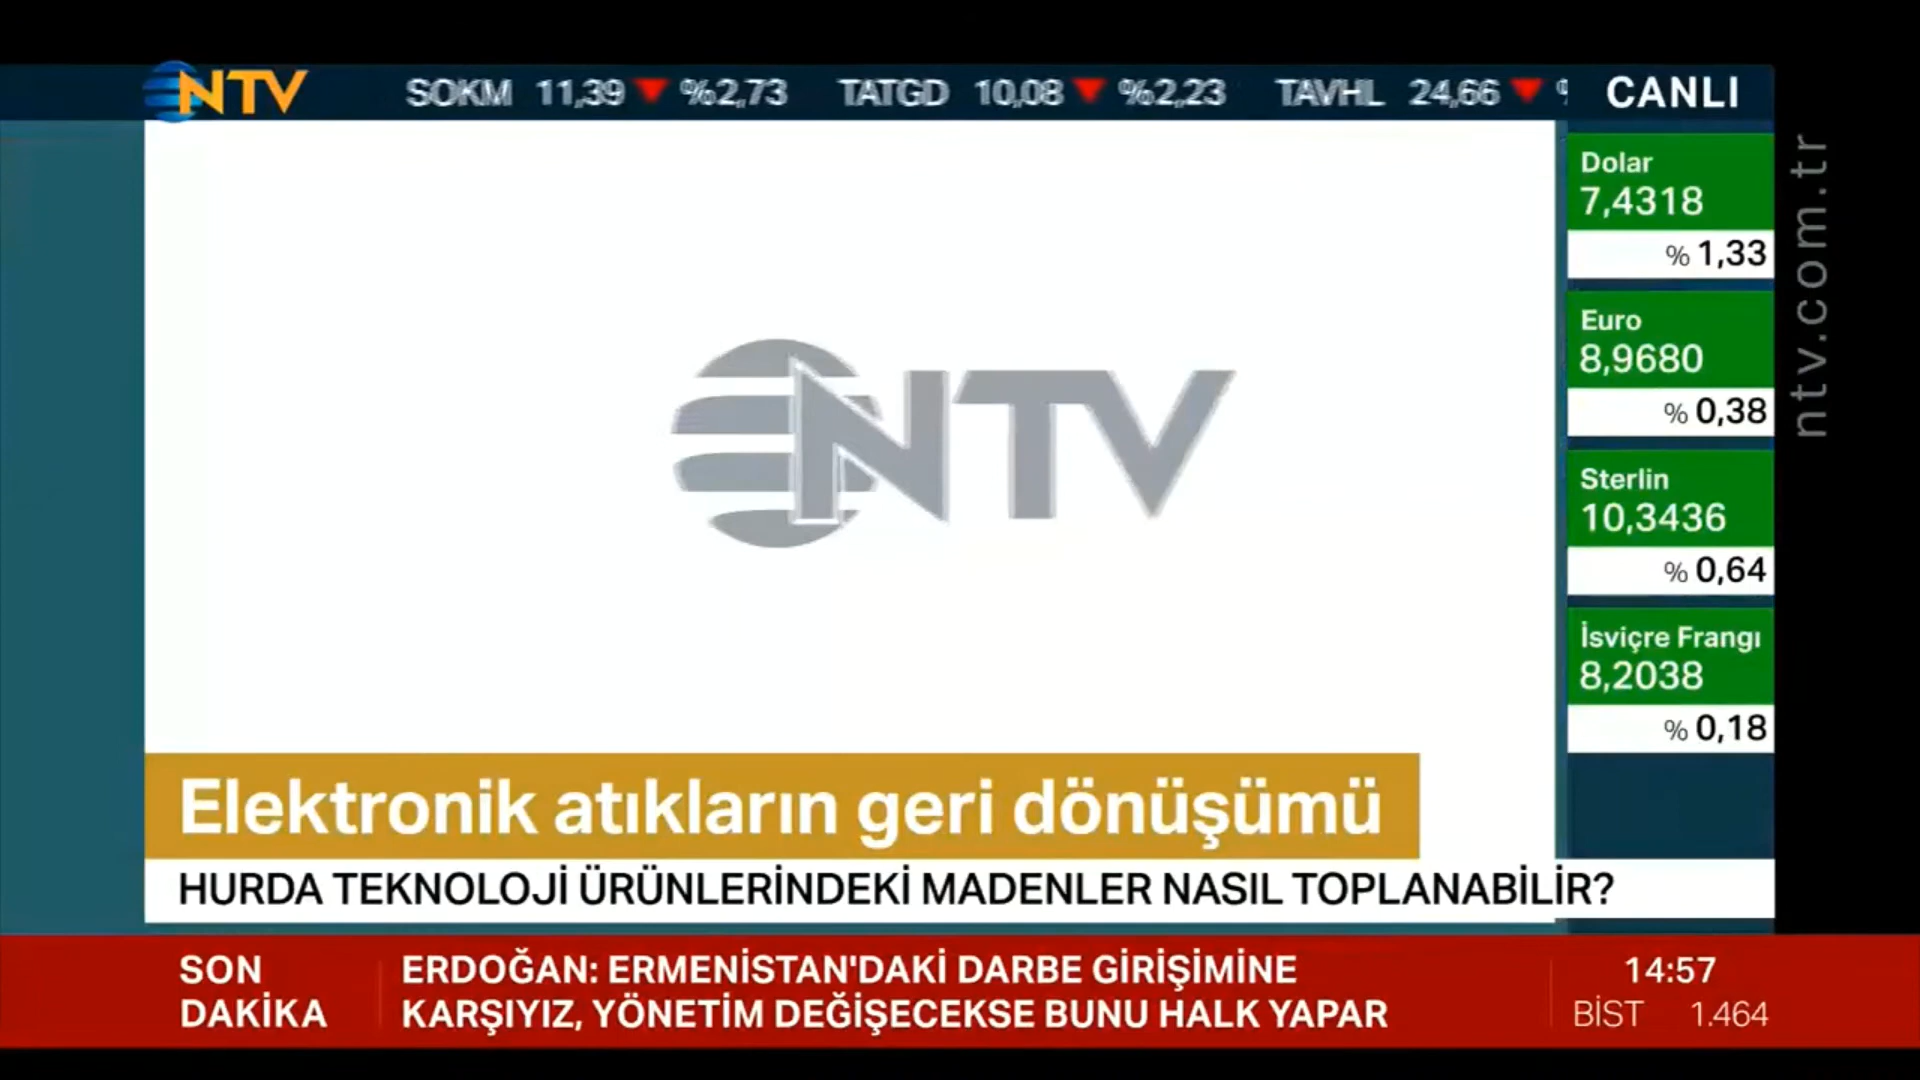 NTV
SOKM 11,39 %2,73 TATGD 10,08 %2,23 TAVHL 24,66
CANLI
Dolar
7,4318
% 1,33
Euro
8,9680
% 0,38
Sterlin
10,3436
% 0,64
İsviçre Frangı
8,2038
% 0,18
ntv.com.tr
NTV
Elektronik atıkların geri dönüşümü
HURDA TEKNOLOJİ ÜRÜNLERİNDEKİ MADENLER NASIL TOPLANABİLİR?
SON DAKİKA
ERDOĞAN: ERMENİSTAN'DAKİ DARBE GİRİŞİMİNE
KARŞIYIZ, YÖNETİM DEĞİŞECEKSE BUNU HALK YAPAR
14:57
BİST 1.464